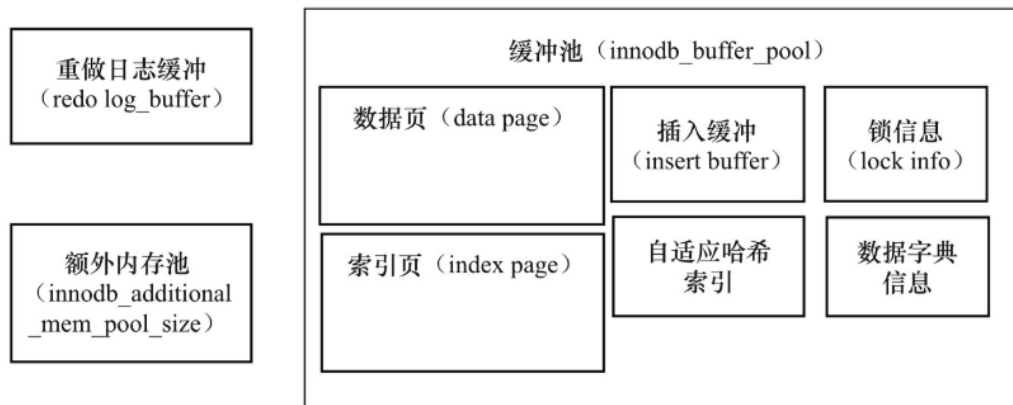 重做日志缓冲
（redo log_buffer）
额外内存池
（innodb_additional
_mem_pool_size）
缓冲池（innodb_buffer_pool）
数据页（data page）
插入缓冲
（insert buffer）
锁信息
（lock info）
索引页（index page）
自适应哈希
索引
数据字典
信息